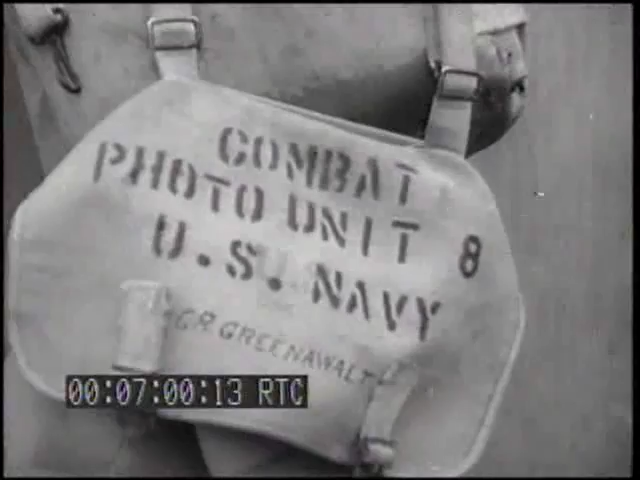 COMBAT
PHOTO UNIT 8
U.S. NAVY
C.R. GREENAWALT
00:07:00:13 RTC